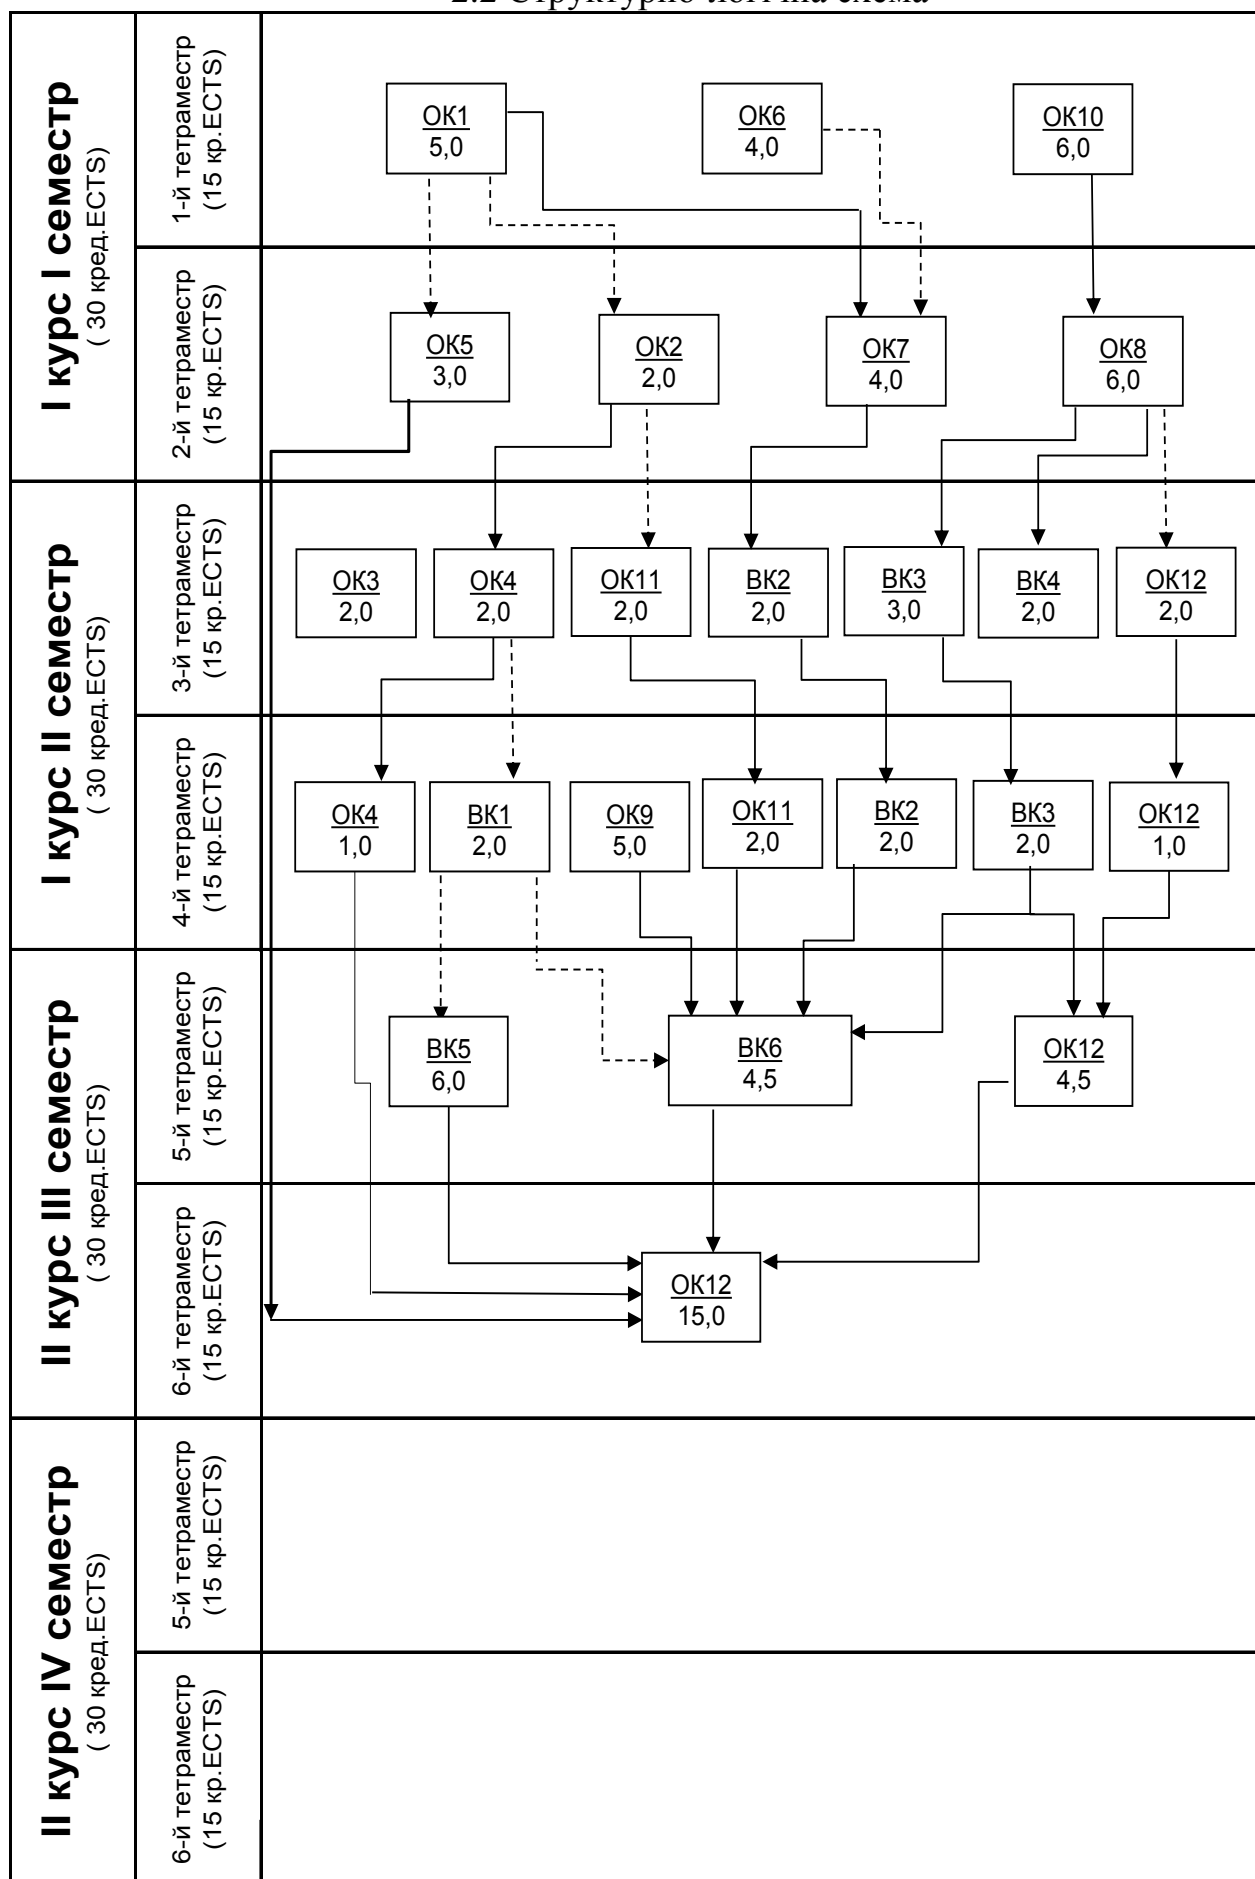 2.2 Структурно-логічна схема
I курс I семестр
( 30 кред.ECTS)
1-й тетраместр
(15 кр.ECTS)
ОК1
5,0
ОК6
4,0
ОК10
6,0
2-й тетраместр
(15 кр.ECTS)
ОК5
3,0
ОК2
2,0
ОК7
4,0
ОК8
6,0
I курс II семестр
( 30 кред.ECTS)
3-й тетраместр
(15 кр.ECTS)
ОК3
2,0
ОК4
2,0
ОК11
2,0
ВК2
2,0
ВК3
3,0
ВК4
2,0
ОК12
2,0
4-й тетраместр
(15 кр.ECTS)
ОК4
1,0
ВК1
2,0
ОК9
5,0
ОК11
2,0
ВК2
2,0
ВК3
2,0
ОК12
1,0
II курс III семестр
( 30 кред.ECTS)
5-й тетраместр
(15 кр.ECTS)
ВК5
6,0
ВК6
4,5
ОК12
4,5
6-й тетраместр
(15 кр.ECTS)
ОК12
15,0
II курс IV семестр
( 30 кред.ECTS)
5-й тетраместр
(15 кр.ECTS)
6-й тетраместр
(15 кр.ECTS)